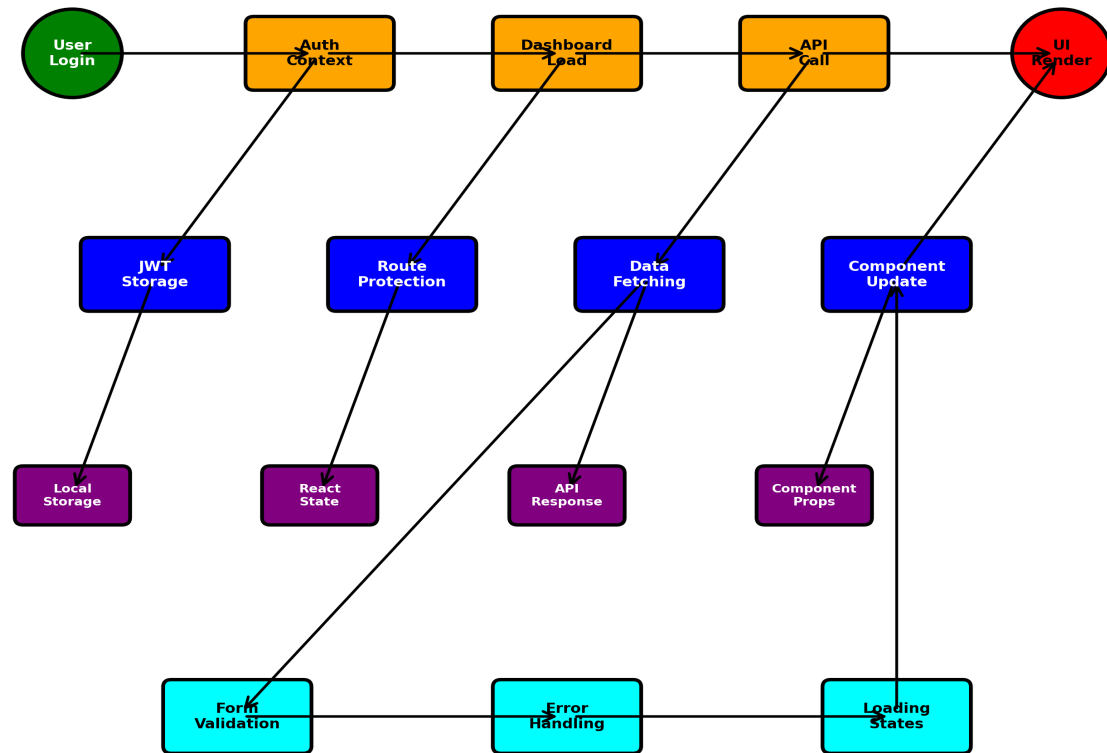 User
Login
Auth
Context
Dashboard
Load
API
Call
UI
Render
JWT
Storage
Route
Protection
Data
Fetching
Component
Update
Local
Storage
React
State
API
Response
Component
Props
Form
Validation
Error
Handling
Loading
States